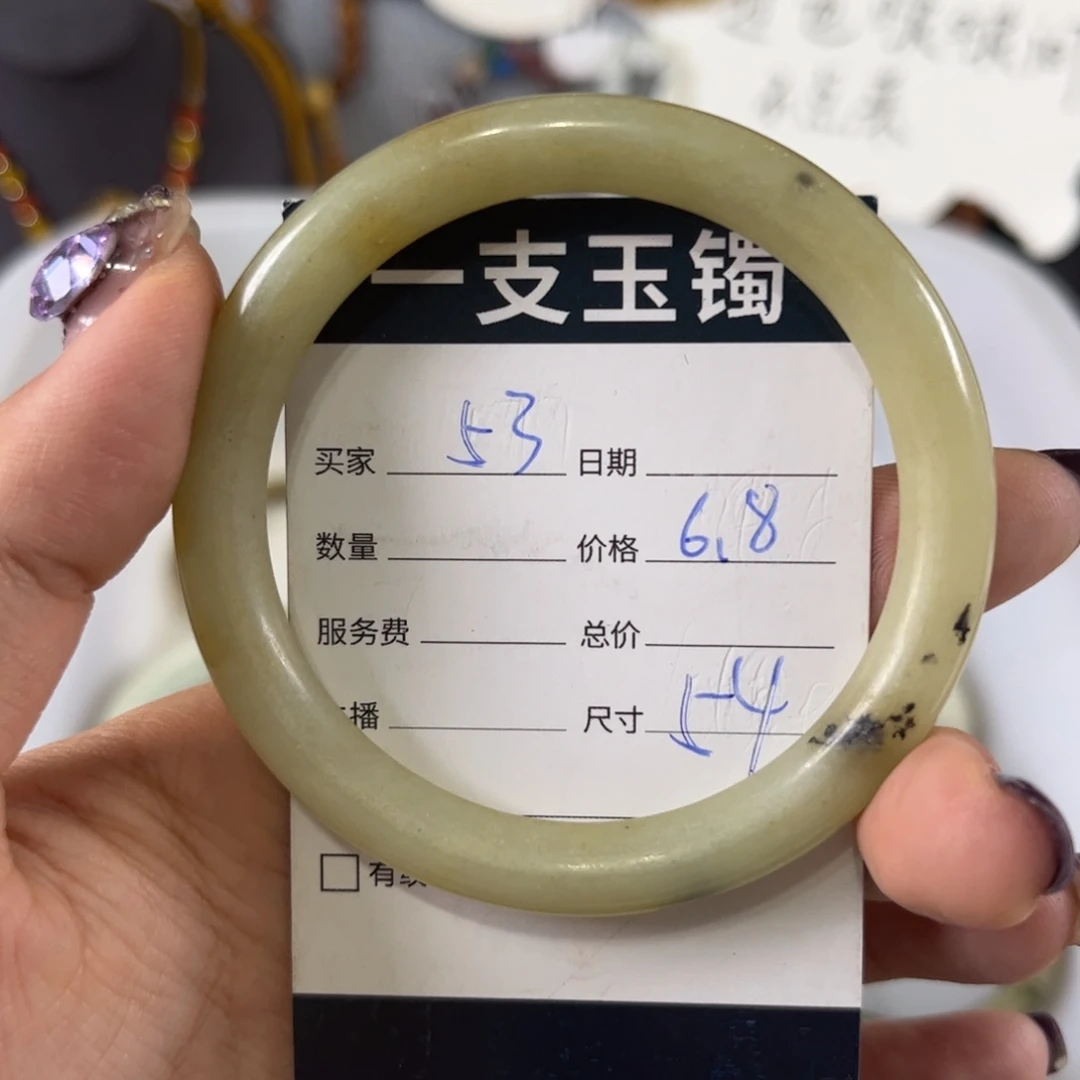 一支玉镯
买家 53 日期
数量 价格 6.8
服务费 总价
播 尺寸 54
有